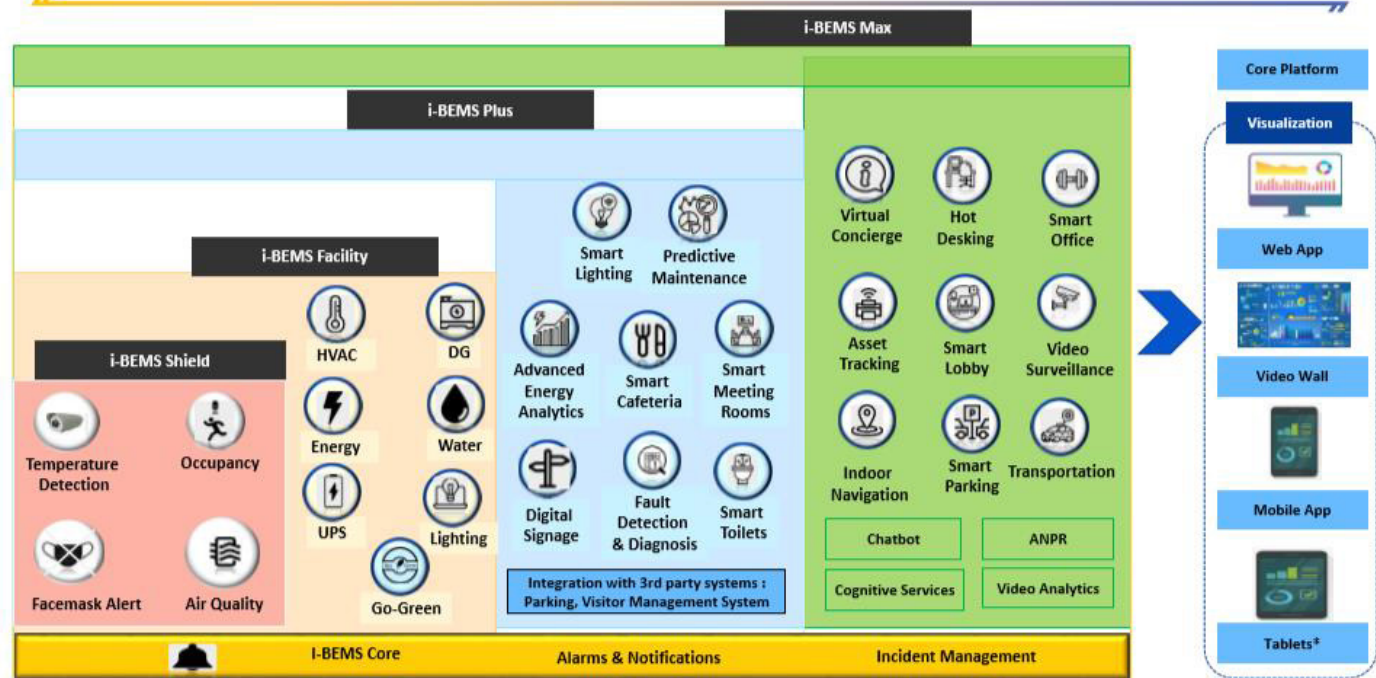 i-BEMS Max
Core Platform
i-BEMS Plus
Visualization
Virtual
Concierge
Hot
Desking
Smart
Office
Smart
Lighting
Predictive
Maintenance
Web App
i-BEMS Facility
HVAC
DG
Advanced
Energy
Analytics
Smart
Cafeteria
Smart
Meeting
Rooms
Asset
Tracking
Smart
Lobby
Video
Surveillance
i-BEMS Shield
Video Wall
Temperature
Detection
Occupancy
Energy
Water
Indoor
Navigation
Smart
Parking
Transportation
UPS
Lighting
Digital
Signage
Fault
Detection
& Diagnosis
Smart
Toilets
Mobile App
Chatbot
ANPR
Facemask Alert
Air Quality
Go-Green
Integration with 3rd party systems :
Parking, Visitor Management System
Cognitive Services
Video Analytics
I-BEMS Core
Alarms & Notifications
Incident Management
Tablets*